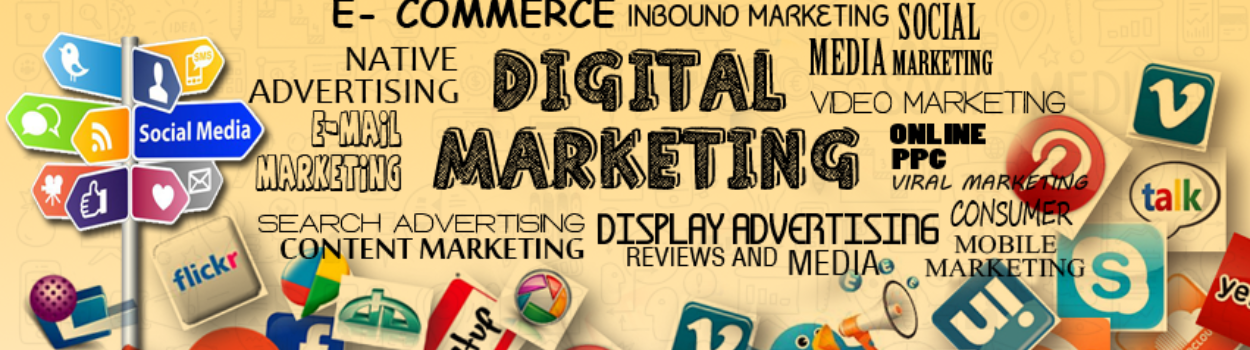 E- COMMERCE
INBOUND MARKETING
SOCIAL
MEDIA MARKETING
NATIVE
ADVERTISING
DIGITAL
MARKETING
VIDEO MARKETING
SMS
Social Media
E-MAIL
MARKETING
ONLINE
PPC
VIRAL MARKETING
talk
SEARCH ADVERTISING
CONTENT MARKETING
DISPLAY ADVERTISING
REVIEWS AND MEDIA
CONSUMER
MOBILE
MARKETING
flickr